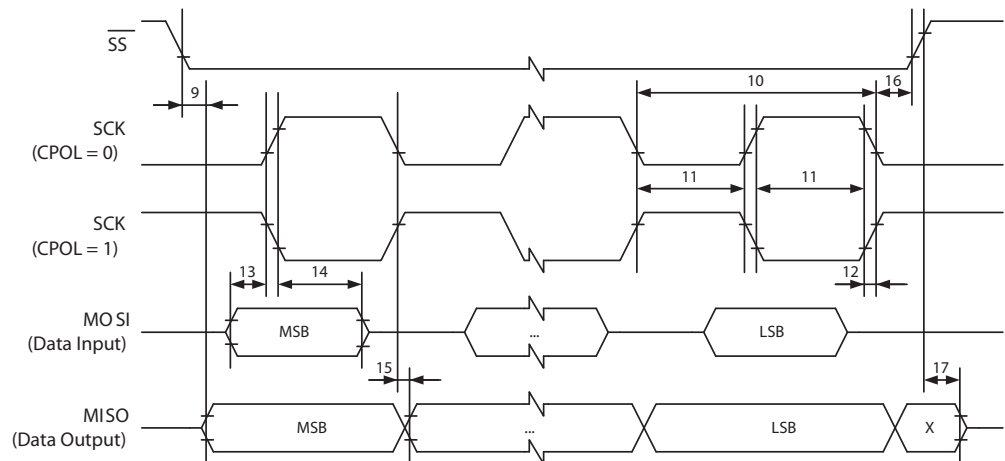 SS
10
16
9
SCK
(CPOL = 0)
11
11
SCK
(CPOL = 1)
13
14
12
MOSI
(Data Input)
MSB
...
LSB
15
17
MISO
(Data Output)
MSB
...
LSB
X